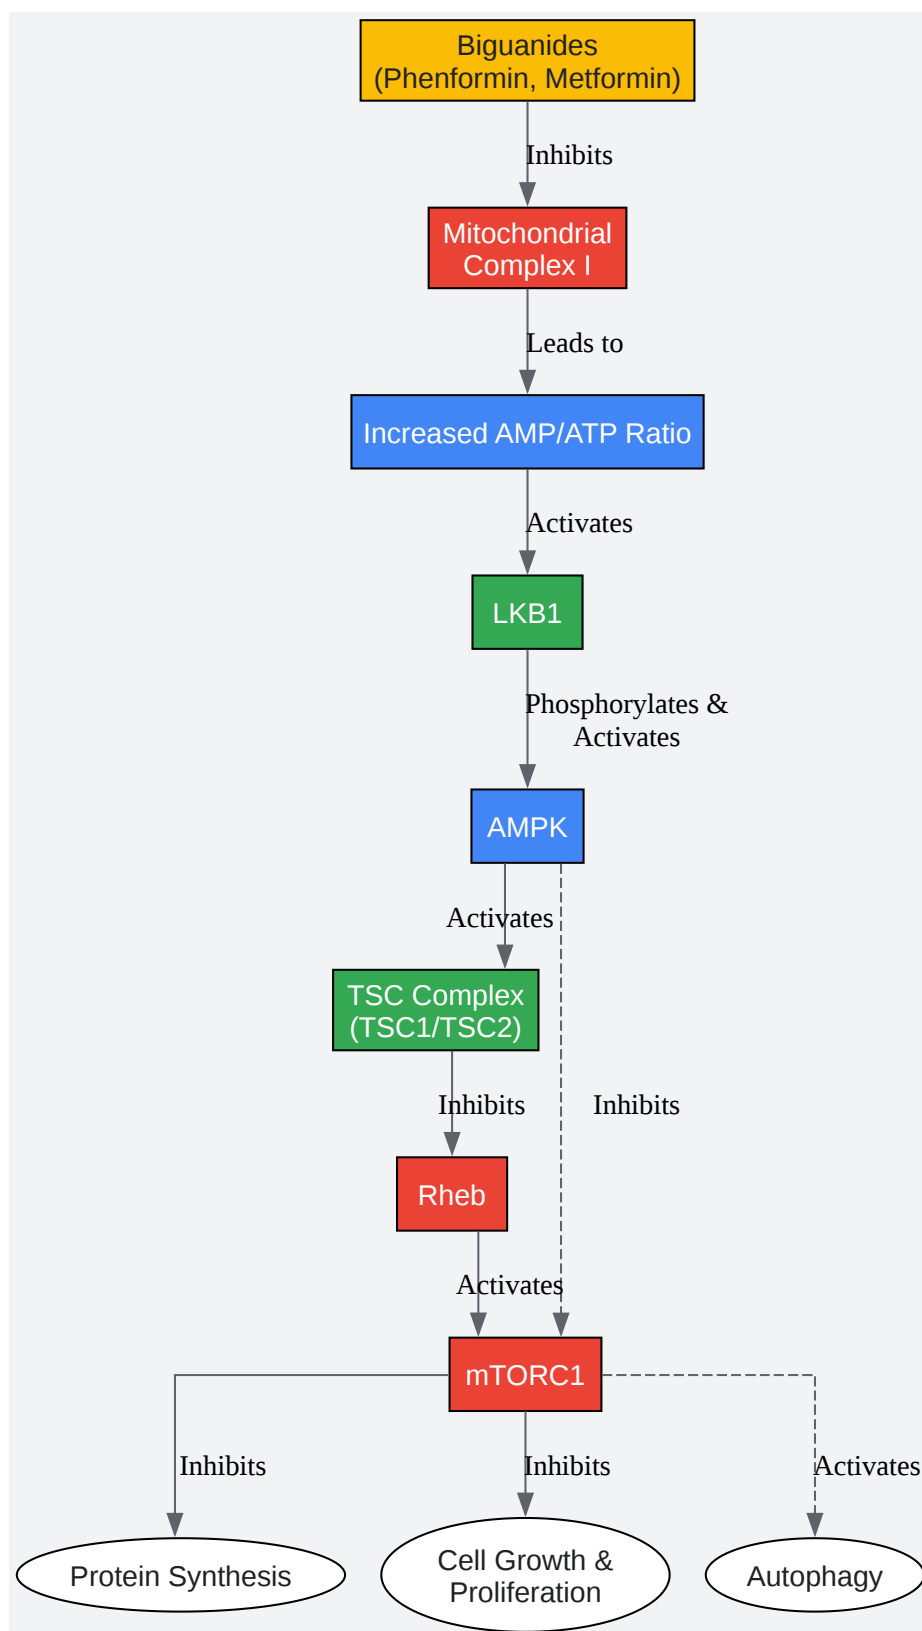 Biguanides
(Phenformin, Metformin)
Inhibits
Mitochondrial
Complex I
Leads to
Increased AMP/ATP Ratio
Activates
LKB1
Phosphorylates &
Activates
AMPK
Activates
TSC Complex
(TSC1/TSC2)
Inhibits
Inhibits
Rheb
Activates
mTORC1
Inhibits
Inhibits
Activates
Protein Synthesis
Cell Growth &
Proliferation
Autophagy